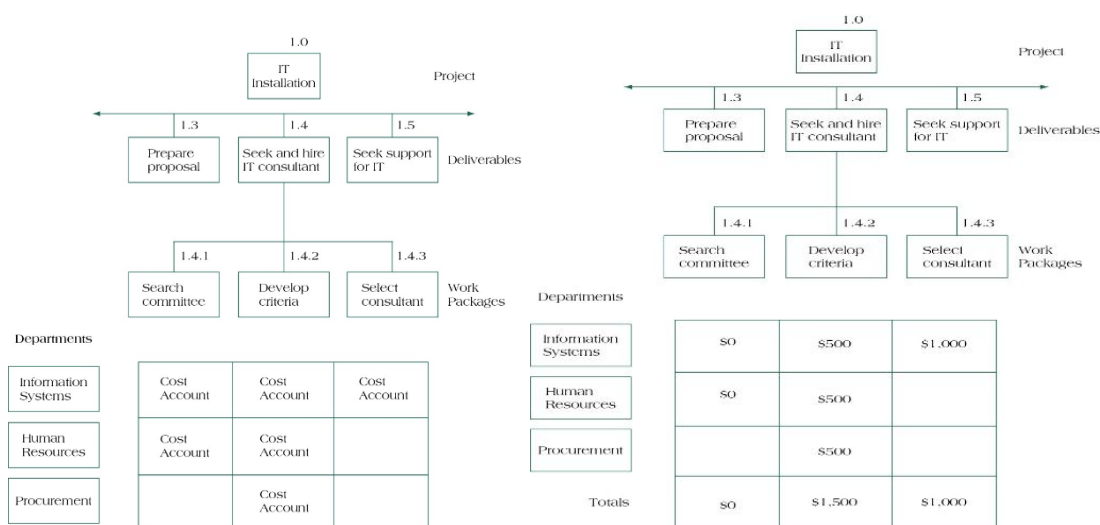 1.0
IT
Installation
Project
1.3
1.4
1.5
Prepare
proposal
Seek and hire
IT consultant
Seek support
for IT
Deliverables
1.4.1
1.4.2
1.4.3
Search
committee
Develop
criteria
Select
consultant
Work
Packages
Departments
Information
Systems
Cost
Account
Cost
Account
Cost
Account
Human
Resources
Cost
Account
Cost
Account
Procurement
Cost
Account
1.0
IT
Installation
Project
1.3
1.4
1.5
Prepare
proposal
Seek and hire
IT consultant
Seek support
for IT
Deliverables
1.4.1
1.4.2
1.4.3
Search
committee
Develop
criteria
Select
consultant
Work
Packages
Departments
Information
Systems
$0
$500
$1,000
Human
Resources
$0
$500
Procurement
$500
Totals
$0
$1,500
$1,000